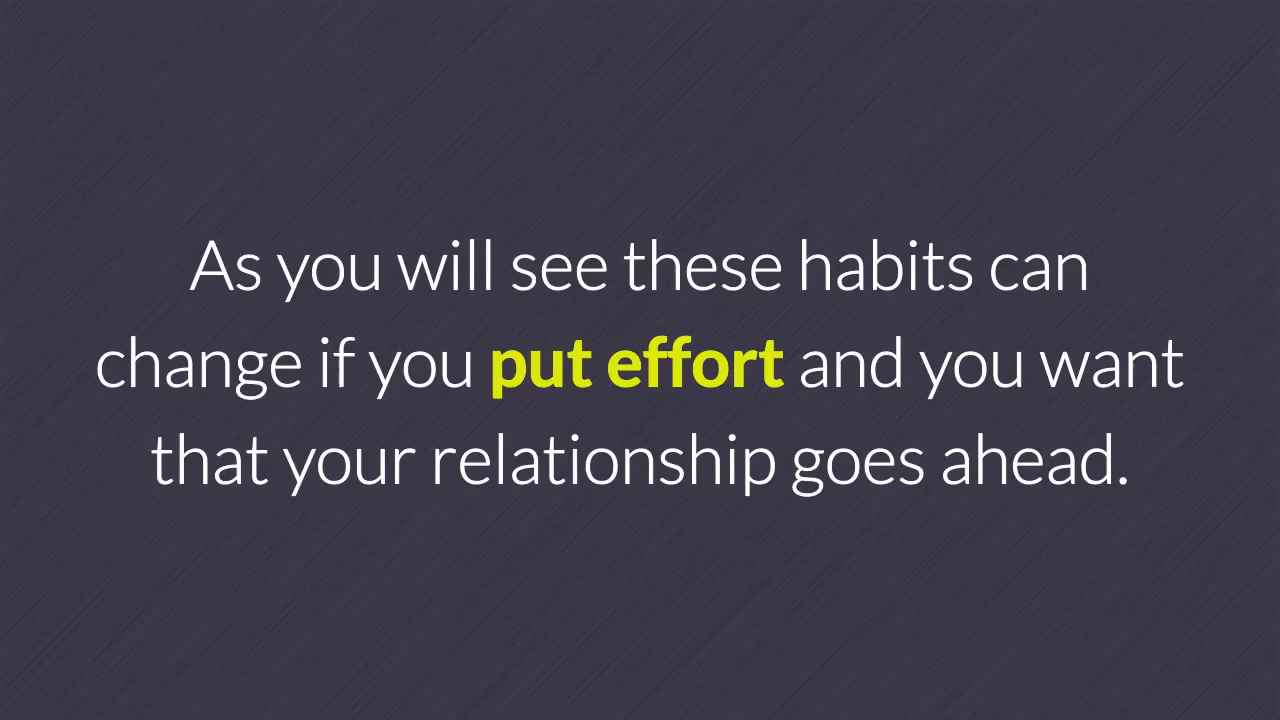 As you will see these habits can
change if you put effort and you want
that your relationship goes ahead.